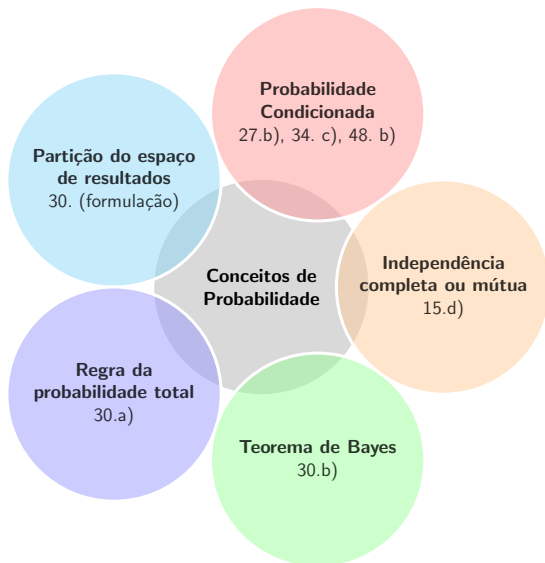 Probabilidade
Condicionada
27.b), 34. c), 48. b)
Partição do espaço
de resultados
30. (formulação)
Conceitos de
Probabilidade
Independência
completa ou mútua
15.d)
Regra da
probabilidade total
30.a)
Teorema de Bayes
30.b)